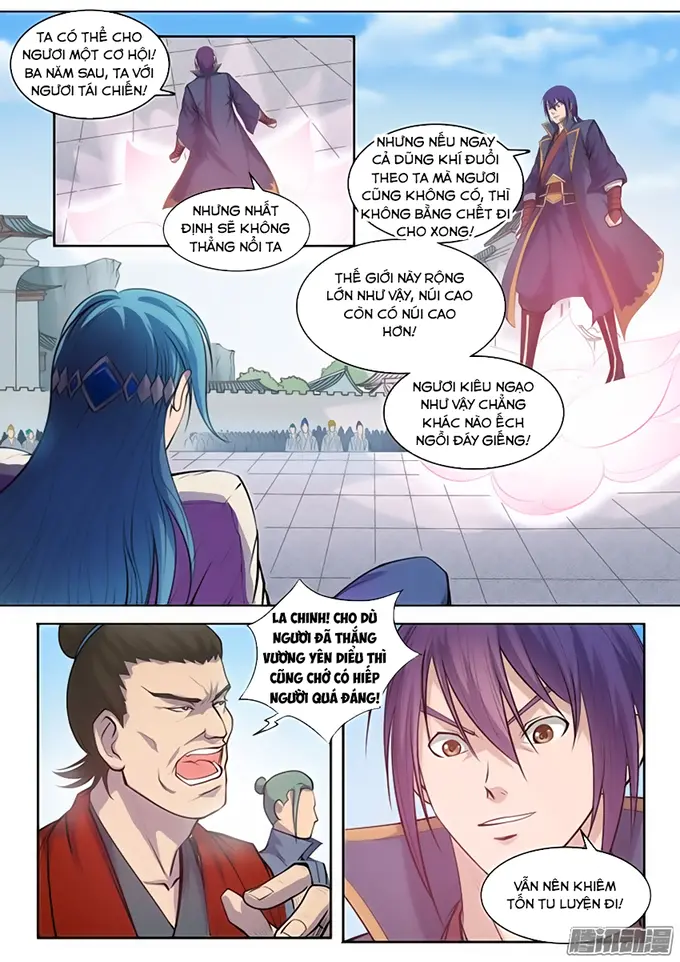 TA CÓ THỂ CHO
NGƯƠI MỘT CƠ HỘI!
BA NĂM SAU, TA VỚI
NGƯƠI TÁI CHIẾN!
NHƯNG NHẤT
ĐỊNH SẼ KHÔNG
THẮNG NỔI TA
NHƯNG NẾU NGAY
CẢ DŨNG KHÍ ĐUỔI
THEO TA MÀ NGƯƠI
CŨNG KHÔNG CÓ, THÌ
KHÔNG BẰNG CHẾT ĐI
CHO XONG!
THẾ GIỚI NÀY RỘNG
LỚN NHƯ VẬY, NÚI CAO
CÒN CÓ NÚI CAO
HƠN!
NGƯƠI KIÊU NGẠO
NHƯ VẬY CHẲNG
KHÁC NÀO ẾCH
NGỒI ĐÁY GIẾNG!
LA CHINH! CHO DÙ
NGƯƠI ĐÃ THẮNG
VƯƠNG YÊN DIỂU THÌ
CŨNG CHỚ CÓ HIẾP
NGƯỜI QUÁ ĐÁNG!
VẪN NÊN KHIÊM
TỐN TU LUYỆN ĐI!
腾讯动漫